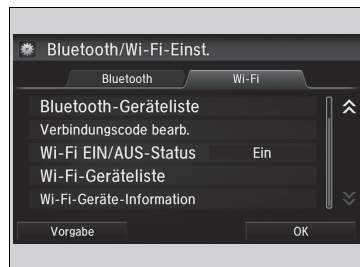 Bluetooth/Wi-Fi-Einst.
Bluetooth Wi-Fi
Bluetooth-Geräteliste
Verbindungscode bearb.
Wi-Fi EIN/AUS-Status Ein
Wi-Fi-Geräteliste
Wi-Fi-Geräte-Information
Vorgabe OK